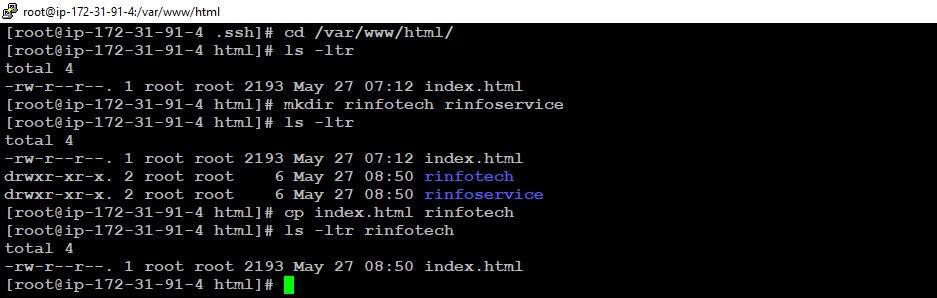 root@ip-172-31-91-4:/var/www/html
[root@ip-172-31-91-4 .ssh]# cd /var/www/html/
[root@ip-172-31-91-4 html]# ls -ltr
total 4
-rw-r--r--. 1 root root 2193 May 27 07:12 index.html
[root@ip-172-31-91-4 html]# mkdir rinfotech rinfoservice
[root@ip-172-31-91-4 html]# ls -ltr
total 4
-rw-r--r--. 1 root root 2193 May 27 07:12 index.html
drwxr-xr-x. 2 root root    6 May 27 08:50 rinfotech
drwxr-xr-x. 2 root root    6 May 27 08:50 rinfoservice
[root@ip-172-31-91-4 html]# cp index.html rinfotech
[root@ip-172-31-91-4 html]# ls -ltr rinfotech
total 4
-rw-r--r--. 1 root root 2193 May 27 08:50 index.html
[root@ip-172-31-91-4 html]#